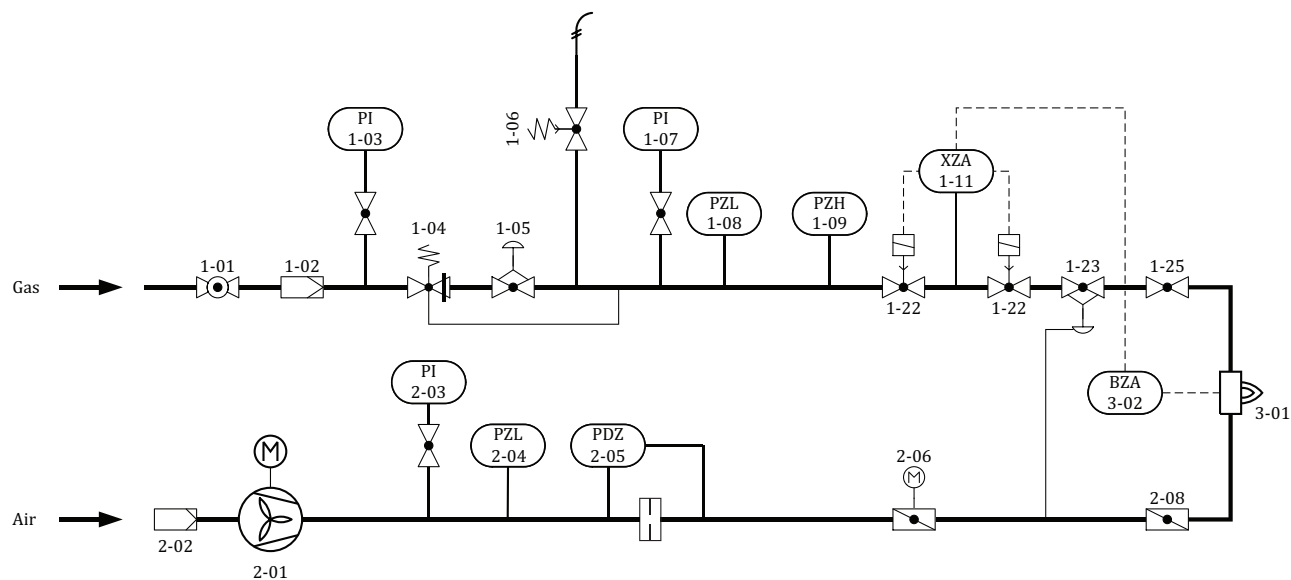 1-06
PI
1-03
PI
1-07
XZA
1-11
PZL
1-08
PZH
1-09
1-04
1-05
1-01
1-02
1-23
1-25
Gas
1-22
1-22
PI
2-03
BZA
3-02
3-01
M
PZL
2-04
PDZ
2-05
2-06
M
2-08
Air
2-02
2-01